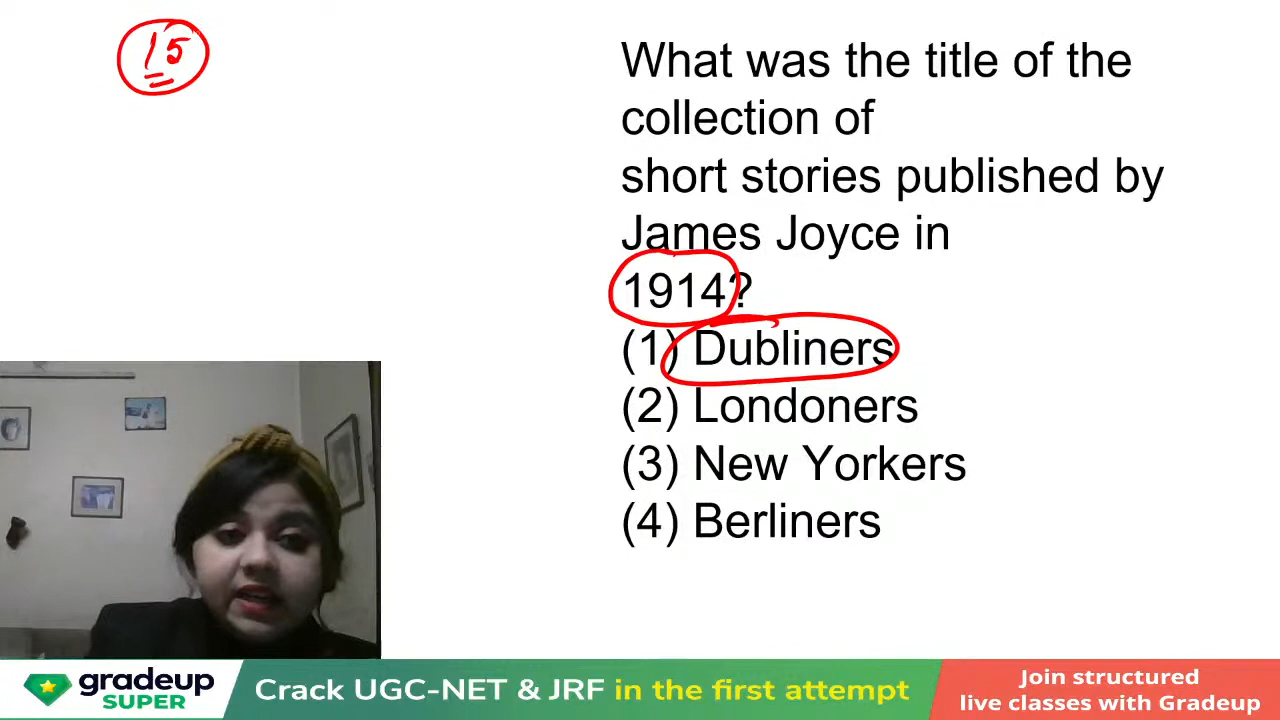 15
What was the title of the
collection of
short stories published by
James Joyce in
1914?
(1) Dubliners
(2) Londoners
(3) New Yorkers
(4) Berliners
gradeup
SUPER
Crack UGC-NET & JRF in the first attempt
Join structured
live classes with Gradeup